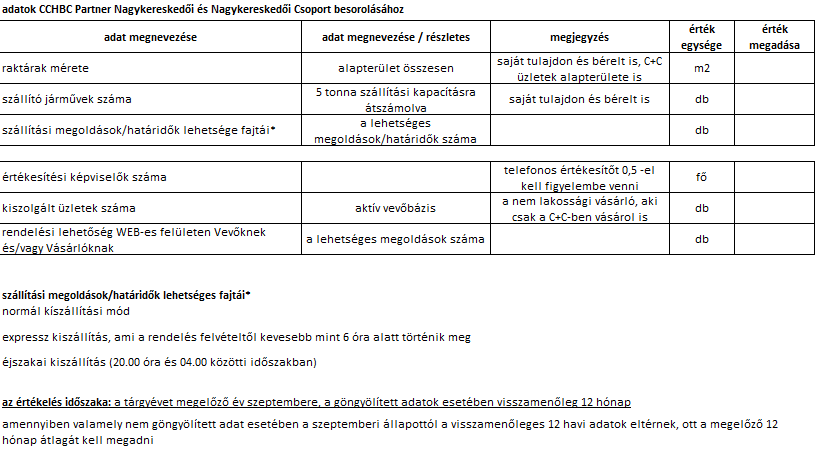 adatok CCHBC Partner Nagykereskedői és Nagykereskedői Csoport besorolásához
adat megnevezése adat megnevezése / részletes megjegyzés érték egysége érték megadása
raktárak mérete alapterület összesen saját tulajdon és bérelt is, C+C üzletek alapterülete is m2
szállító járművek száma 5 tonna szállítási kapacitásra átszámolva saját tulajdon és bérelt is db
szállítási megoldások/határidők lehetsége fajtái* a lehetséges megoldások/határidők száma db
értékesítési képviselők száma telefonos értékesítőt 0,5 -el kell figyelembe venni fő
kiszolgált üzletek száma aktív vevőbázis a nem lakossági vásárló, aki csak a C+C-ben vásárol is db
rendelési lehetőség WEB-es felületen Vevőknek és/vagy Vásárlóknak a lehetséges megoldások száma db
szállítási megoldások/határidők lehetséges fajtái*
normál kíszállítási mód
expressz kiszállítás, ami a rendelés felvételtől kevesebb mint 6 óra alatt történik meg
éjszakai kiszállítás (20.00 óra és 04.00 közötti időszakban)
az értékelés időszaka: a tárgyévet megelőző év szeptembere, a göngyölített adatok esetében visszamenőleg 12 hónap
amennyiben valamely nem göngyölített adat esetében a szeptemberi állapottól a visszamenőleges 12 havi adatok eltérnek, ott a megelőző 12
hónap átlagát kell megadni